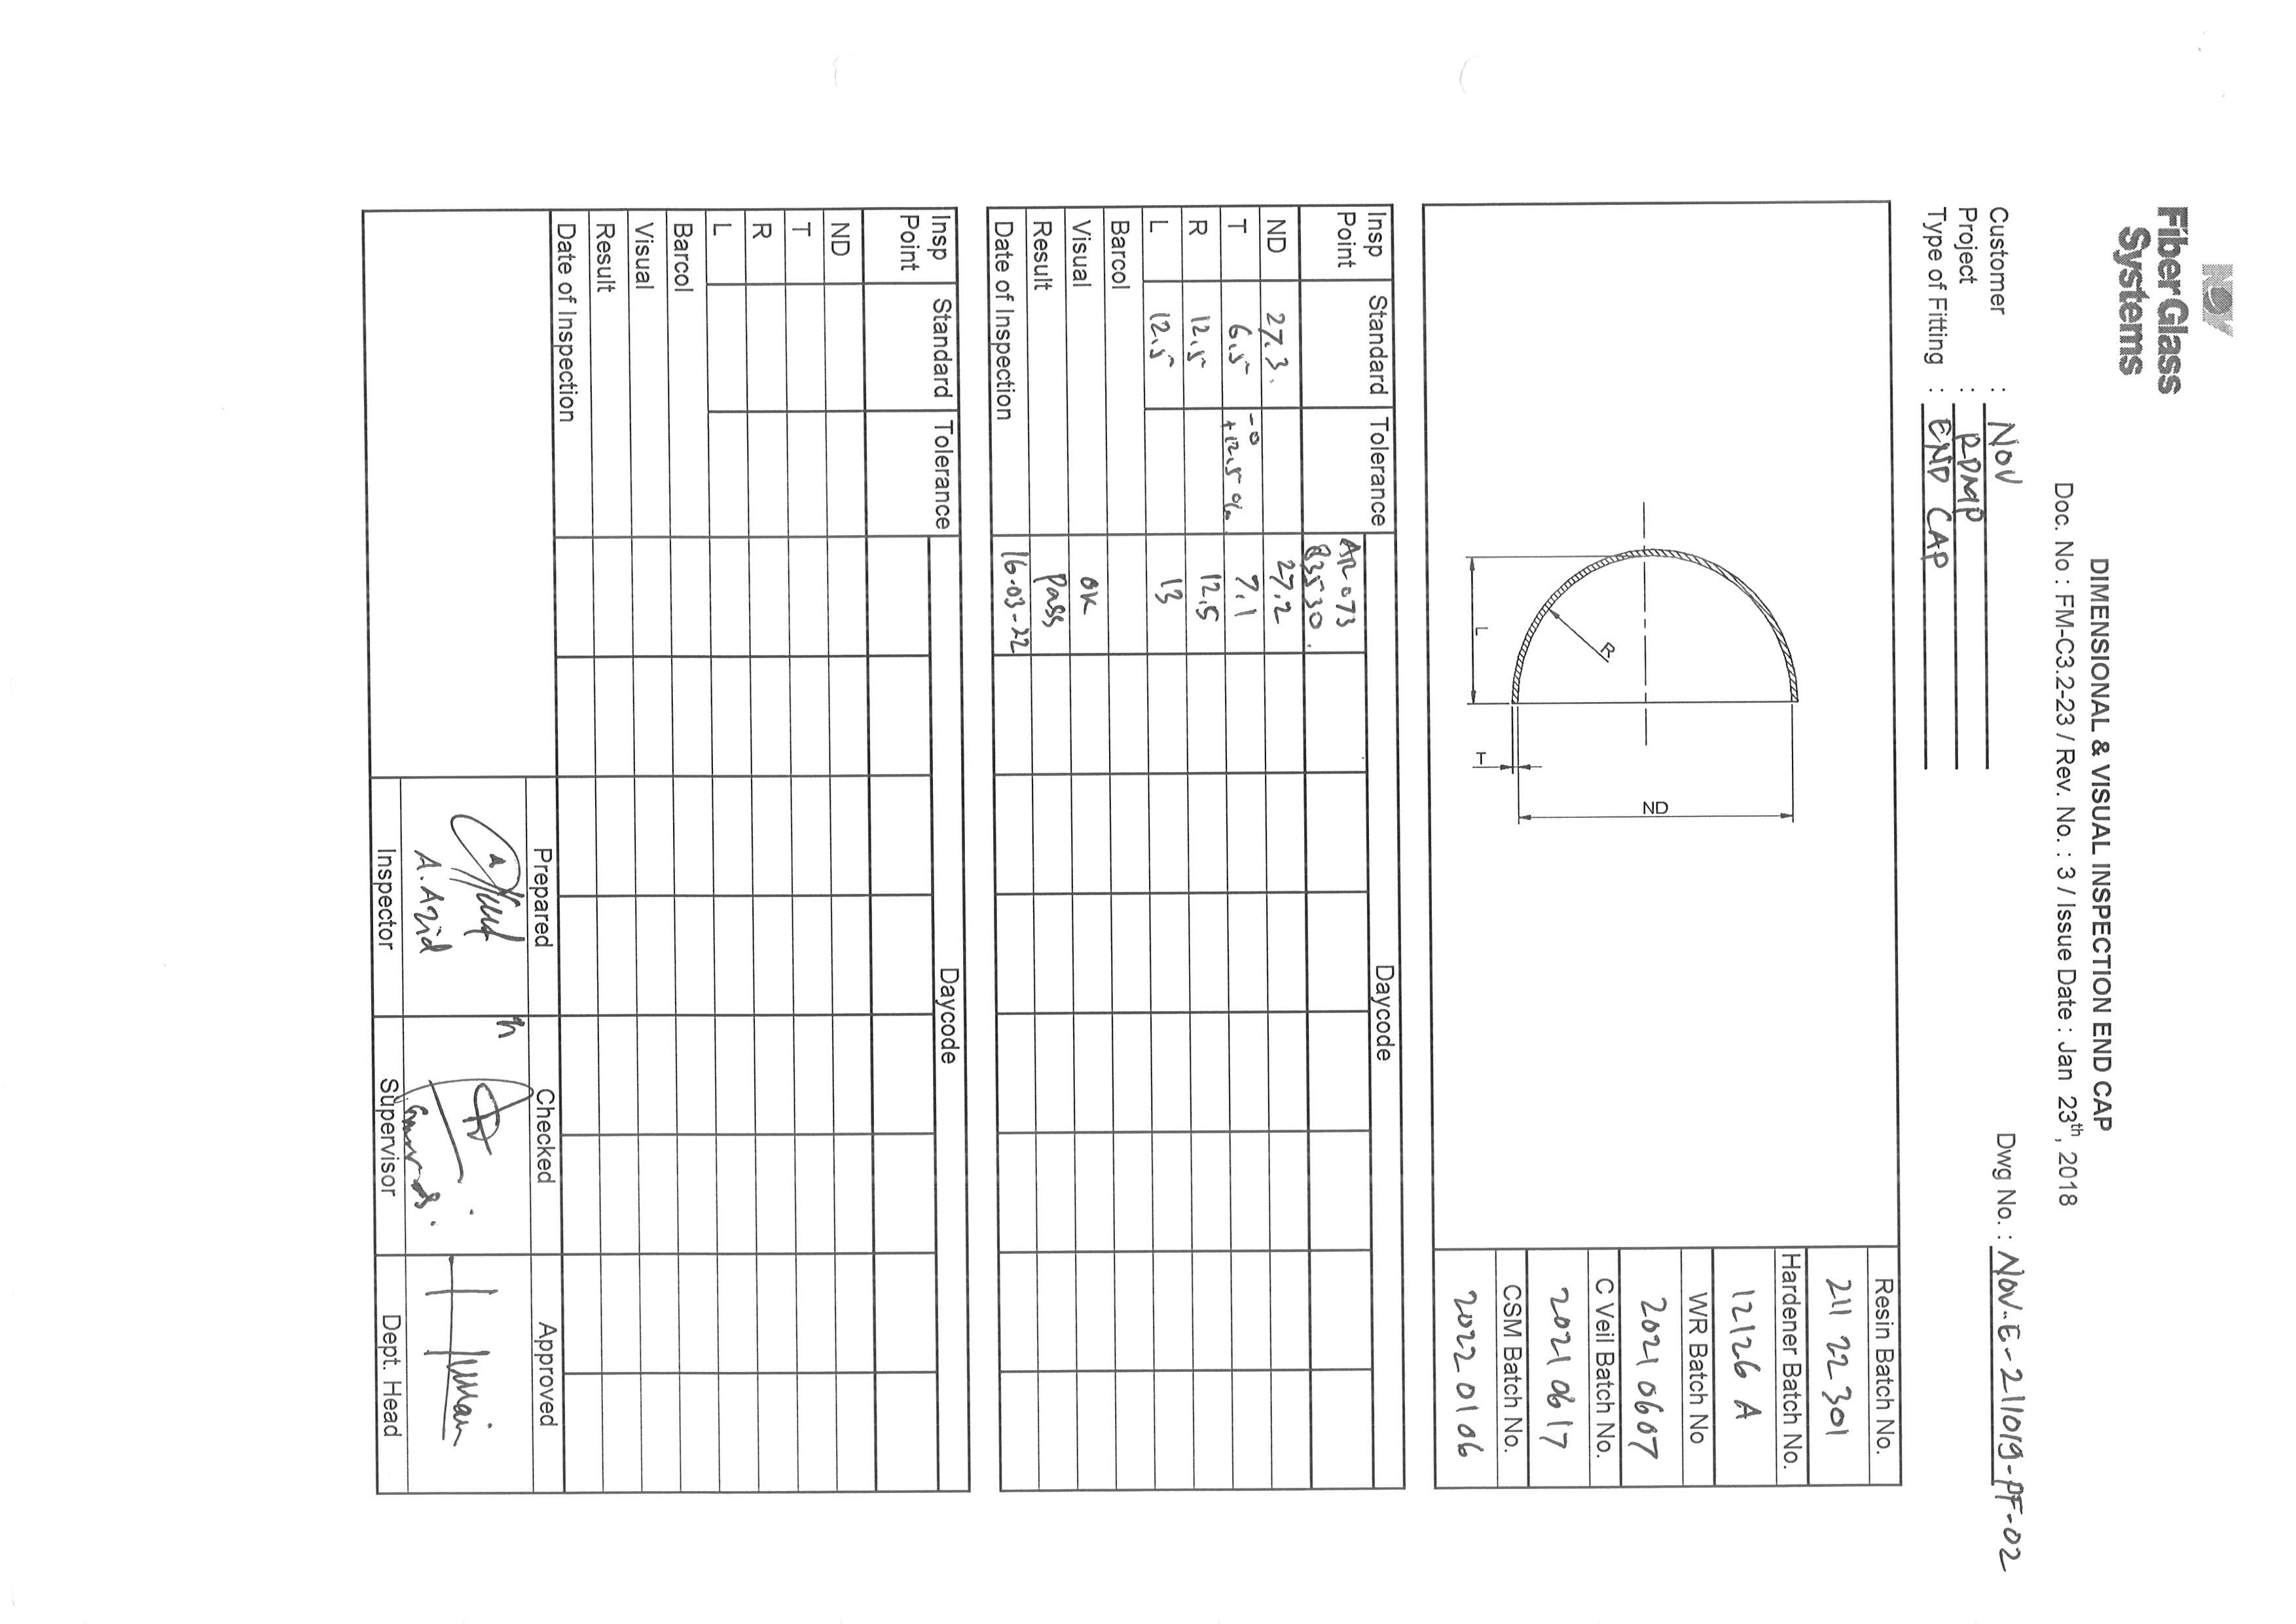 NOV
FiberGlass
Systems
DIMENSIONAL & VISUAL INSPECTION END CAP
Doc. No : FM-C3.2-23 / Rev. No. : 3 / Issue Date : Jan 23th, 2018
Customer : NOV
Dwg No. : NOV-E-211019-PF-02
Project : RDMP
Type of Fitting : END CAP
Resin Batch No.
211 22 301
Hardener Batch No.
12126 A
WR Batch No
2021 0607
C Veil Batch No.
2021 0617
CSM Batch No.
2022 01 06
ND
R
L
T
Insp Point Standard Tolerance Daycode
AR 073
83530
ND 27.3. 27.2
T 6.5 -0 +12.5 % 7.1
R 12.5 12.5
L 12.5 13
Barcol
Visual OK
Result Pass
Date of Inspection 16-03-22
Insp Point Standard Tolerance Daycode
ND
T
R
L
Barcol
Visual
Result
Date of Inspection
Prepared Checked Approved
A. Azid
Inspector Supervisor Dept. Head